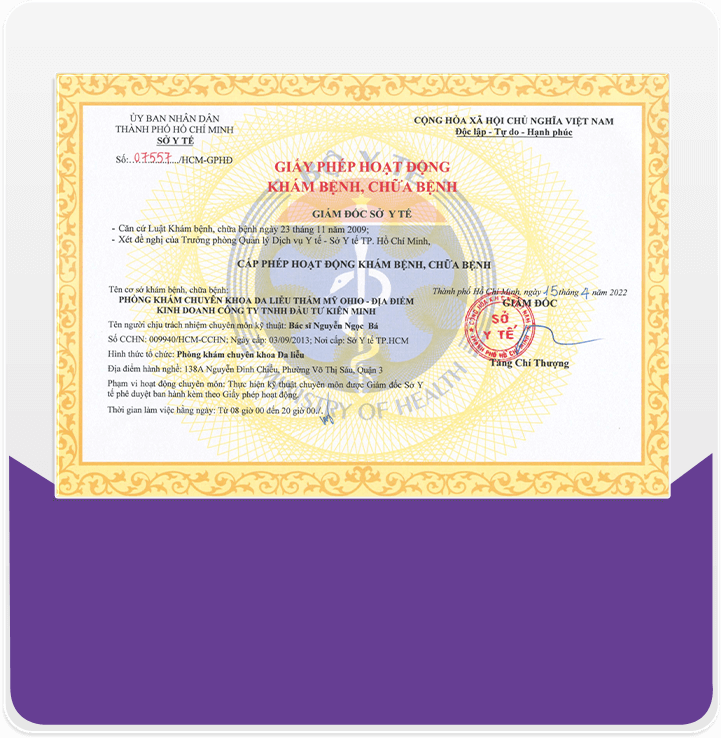 ỦY BAN NHÂN DÂN
THÀNH PHỐ HỒ CHÍ MINH
SỞ Y TẾ
Số: 07557/HCM-GPHĐ
CỘNG HÒA XÃ HỘI CHỦ NGHĨA VIỆT NAM
Độc lập - Tự do - Hạnh phúc
BỘ Y TẾ
GIẤY PHÉP HOẠT ĐỘNG
KHÁM BỆNH, CHỮA BỆNH
GIÁM ĐỐC SỞ Y TẾ
- Căn cứ Luật Khám bệnh, chữa bệnh ngày 23 tháng 11 năm 2009;
- Xét đề nghị của Trưởng phòng Quản lý Dịch vụ Y tế - Sở Y tế TP. Hồ Chí Minh,
CẤP PHÉP HOẠT ĐỘNG KHÁM BỆNH, CHỮA BỆNH
Tên cơ sở khám bệnh, chữa bệnh:
PHÒNG KHÁM CHUYÊN KHOA DA LIỄU THẨM MỸ OHIO - ĐỊA ĐIỂM
KINH DOANH CÔNG TY TNHH ĐẦU TƯ KIÊN MINH
Tên người chịu trách nhiệm chuyên môn kỹ thuật: Bác sĩ Nguyễn Ngọc Bá
Số CCHN: 009940/HCM-CCHN; Ngày cấp: 03/09/2013; Nơi cấp: Sở Y tế TP.HCM
Hình thức tổ chức: Phòng khám chuyên khoa Da liễu
Địa điểm hành nghề: 138A Nguyễn Đình Chiểu, Phường Võ Thị Sáu, Quận 3
Phạm vi hoạt động chuyên môn: Thực hiện kỹ thuật chuyên môn được Giám đốc Sở Y
tế phê duyệt ban hành kèm theo Giấy phép hoạt động.
Thời gian làm việc hằng ngày: Từ 08 giờ 00 đến 20 giờ 00./.
Thành phố Hồ Chí Minh, ngày 15 tháng 4 năm 2022
GIÁM ĐỐC
SỞ
Y TẾ
Tăng Chí Thượng
MINISTRY OF HEALTH